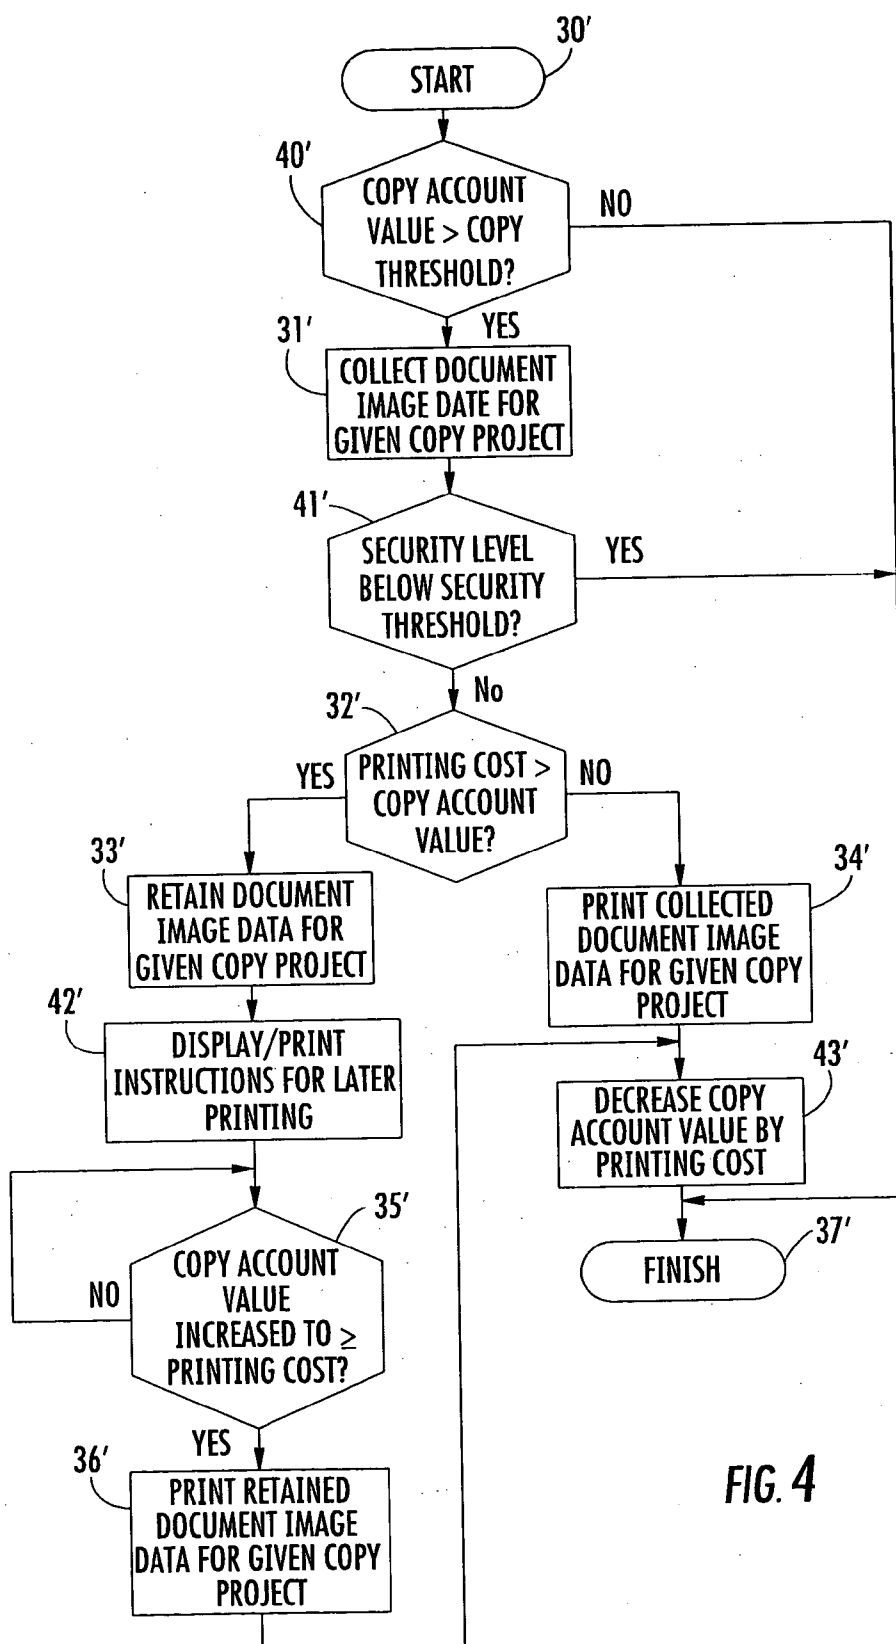 30'
START
40'
COPY ACCOUNT
VALUE > COPY
THRESHOLD?
NO
YES
31'
COLLECT DOCUMENT
IMAGE DATE FOR
GIVEN COPY PROJECT
41'
SECURITY LEVEL
BELOW SECURITY
THRESHOLD?
YES
No
32'
PRINTING COST >
COPY ACCOUNT
VALUE?
YES
NO
33'
RETAIN DOCUMENT
IMAGE DATA FOR
GIVEN COPY PROJECT
34'
PRINT COLLECTED
DOCUMENT IMAGE
DATA FOR GIVEN COPY
PROJECT
42'
DISPLAY/PRINT
INSTRUCTIONS FOR LATER
PRINTING
43'
DECREASE COPY
ACCOUNT VALUE BY
PRINTING COST
35'
COPY ACCOUNT
VALUE
INCREASED TO ≥
PRINTING COST?
NO
YES
37'
FINISH
36'
PRINT RETAINED
DOCUMENT IMAGE
DATA FOR GIVEN COPY
PROJECT
FIG. 4